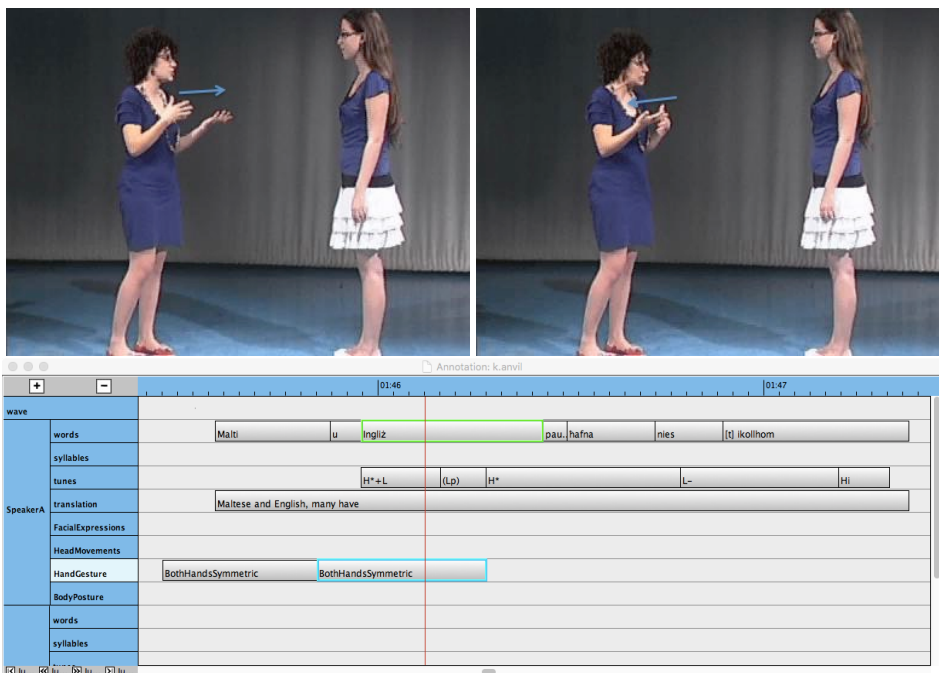 Annotation: k.anvil
+ - 01:46 01:47
wave
words Malti u Ingliż pau.. hafna nies [t] ikollhom
syllables
tunes H*+L (Lp) H* L- Hi
SpeakerA translation Maltese and English, many have
FacialExpressions
HeadMovements
HandGesture BothHandsSymmetric BothHandsSymmetric
BodyPosture
words
syllables